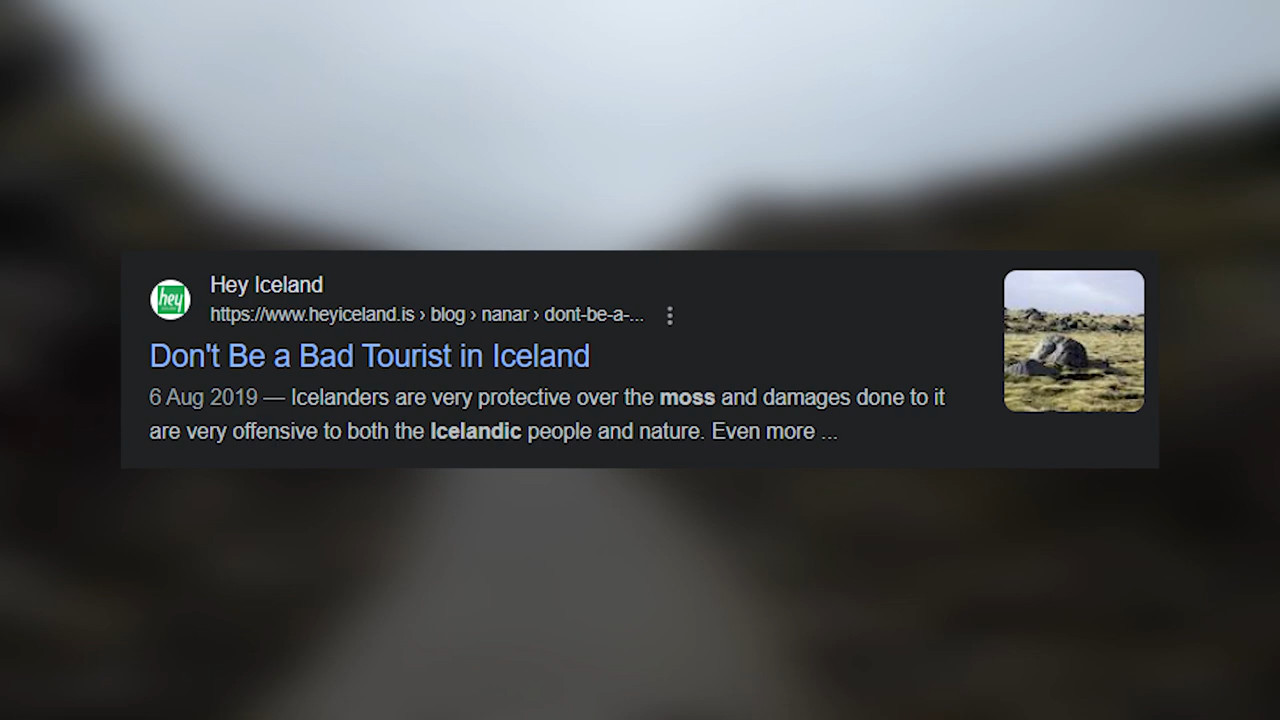 hey
Hey Iceland
https://www.heyiceland.is › blog › nanar › dont-be-a-...
Don't Be a Bad Tourist in Iceland
6 Aug 2019 — Icelanders are very protective over the moss and damages done to it
are very offensive to both the Icelandic people and nature. Even more ...